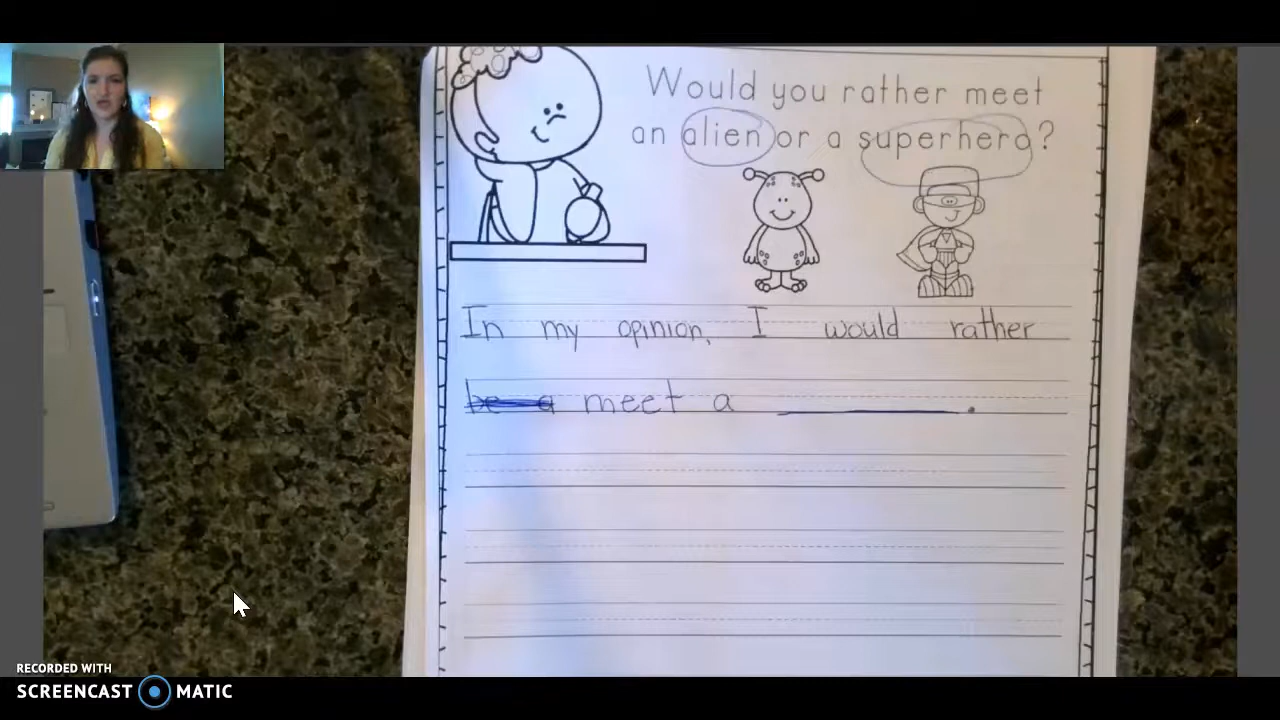 Would you rather meet
an alien or a superhero?
In my opinion, I would rather
be a meet a ________.
RECORDED WITH
SCREENCAST MATIC